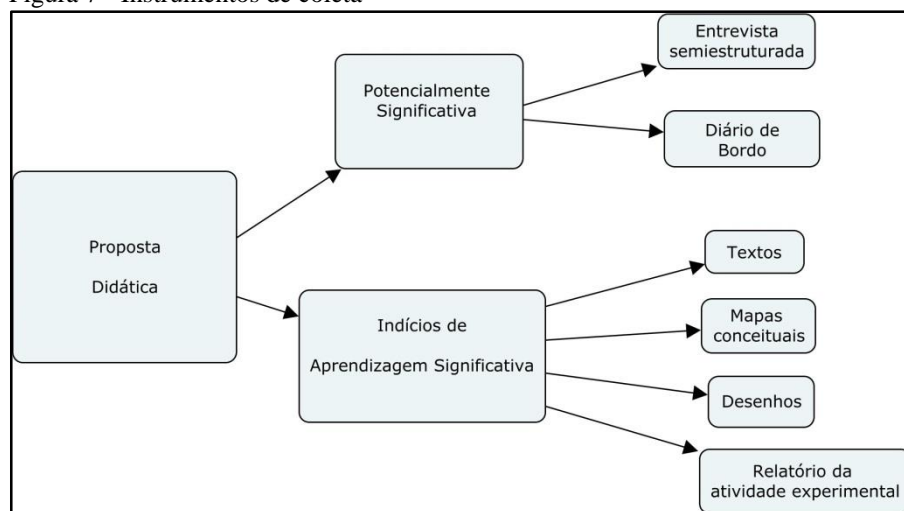 Figura 7 - Instrumentos de coleta
Entrevista
semiestruturada
Potencialmente
Significativa
Diário de
Bordo
Proposta
Didática
Textos
Indícios de
Aprendizagem Significativa
Mapas
conceituais
Desenhos
Relatório da
atividade experimental